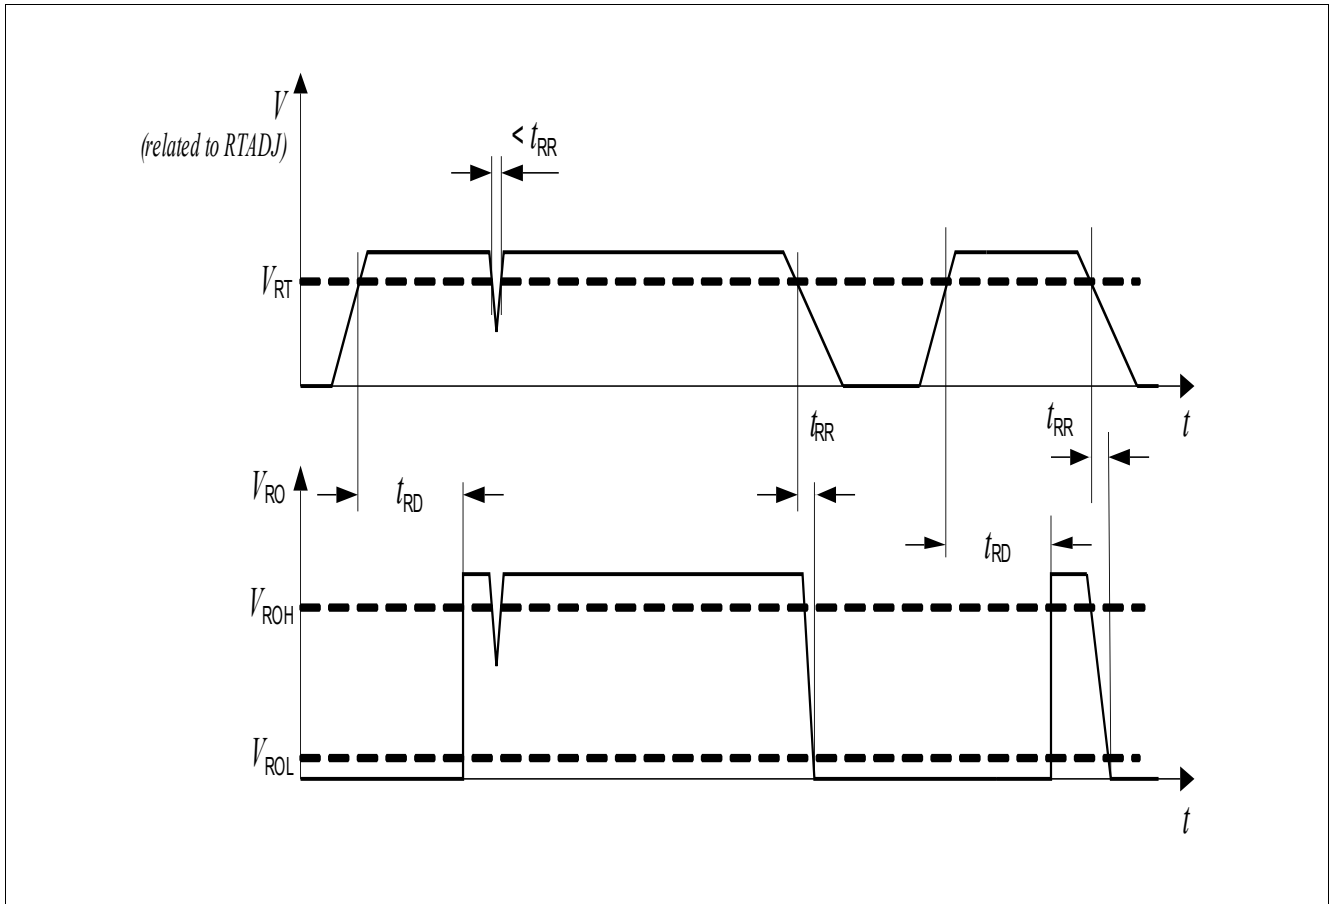 V
(related to RTADJ)
< tRR
VRT
t
tRR
tRR
VRO
tRD
tRD
VROH
VROL
t